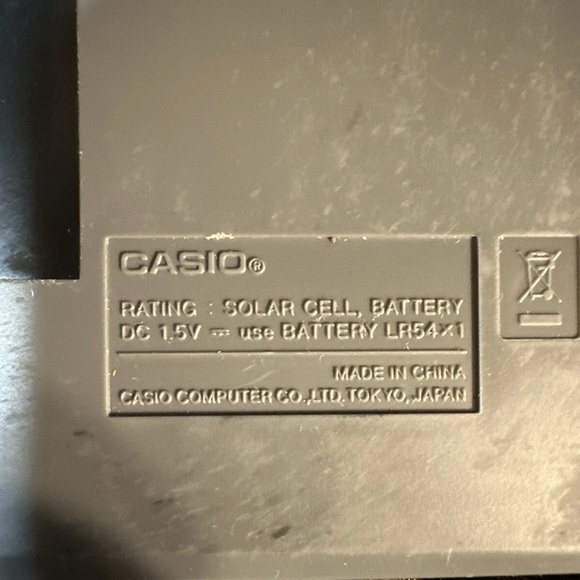 CASIO®
RATING : SOLAR CELL, BATTERY
DC 1.5V ⎓ use BATTERY LR54×1
MADE IN CHINA
CASIO COMPUTER CO.,LTD. TOKYO, JAPAN